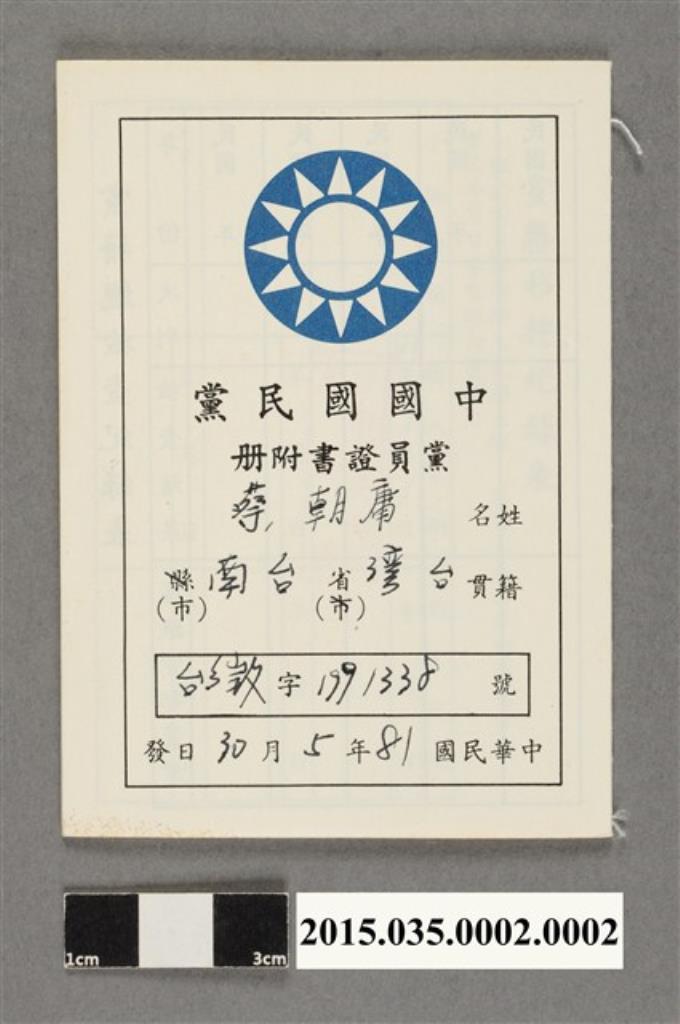 中國國民黨
黨員證書附冊
姓名 蔡朝庸
籍貫 台灣省(市) 台南縣(市)
台 字 1991338 號
中華民國 81 年 5 月 30 日發
1cm 3cm
2015.035.0002.0002